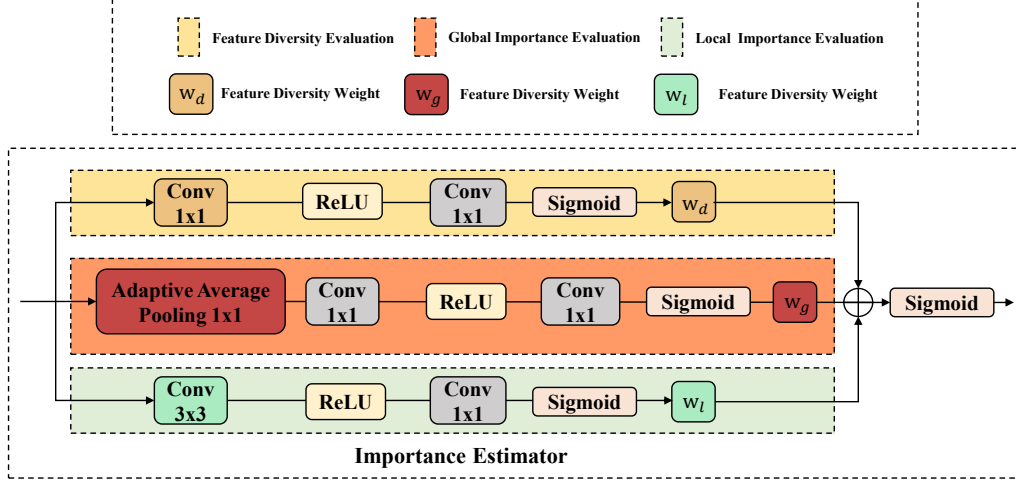 Feature Diversity Evaluation
Global Importance Evaluation
Local Importance Evaluation
w_d Feature Diversity Weight
w_g Feature Diversity Weight
w_l Feature Diversity Weight
Conv
1x1
ReLU
Conv
1x1
Sigmoid
w_d
Adaptive Average
Pooling 1x1
Conv
1x1
ReLU
Conv
1x1
Sigmoid
w_g
Sigmoid
Conv
3x3
ReLU
Conv
1x1
Sigmoid
w_l
Importance Estimator